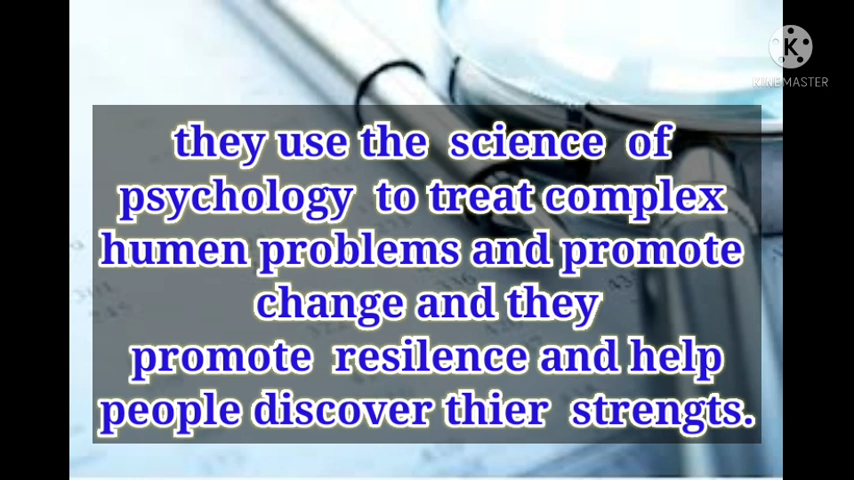 KINEMASTER
they use the science of
psychology to treat complex
humen problems and promote
change and they
promote resilence and help
people discover thier strengts.